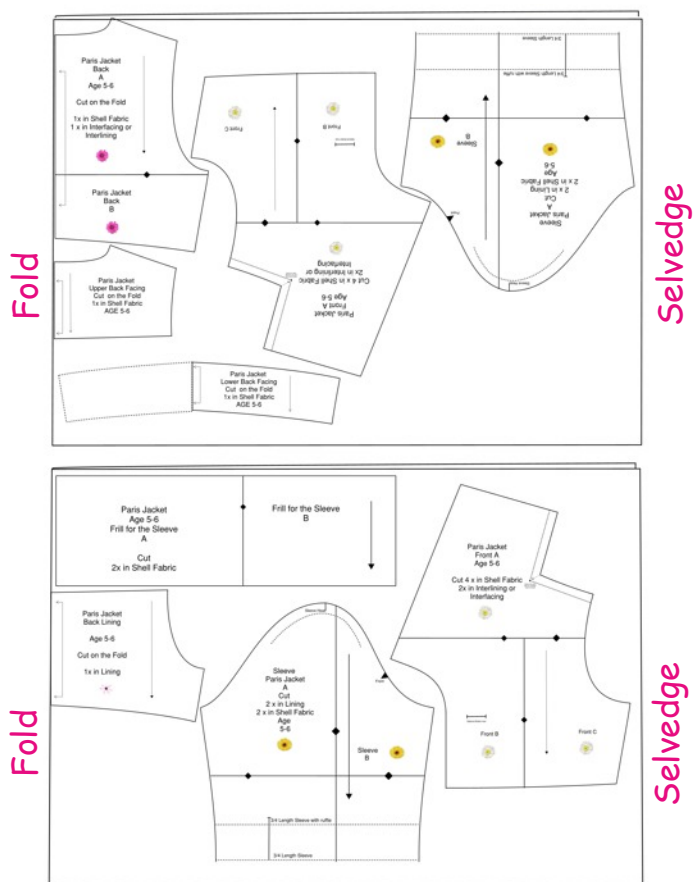 Fold
Selvedge
Paris Jacket
Back
A
Age 5-6
Cut on the Fold
1x in Shell Fabric
1 x in Interfacing or
Interlining
Paris Jacket
Back
B
Paris Jacket
Upper Back Facing
Cut on the Fold
1x in Shell Fabric
AGE 5-6
Paris Jacket
Lower Back Facing
Cut on the Fold
1x in Shell Fabric
AGE 5-6
Front C
Front B
Paris Jacket
Front A
Age 5-6
Cut 4 x in Shell Fabric
2x in Interlining or
Interfacing
3/4 Length Sleeve
3/4 Length Sleeve with ruffle
Sleeve
B
Sleeve
Paris Jacket
A
Cut
2 x in Lining
2 x in Shell Fabric
Age
5-6
Front
Sleeve Head
Fold
Selvedge
Paris Jacket
Age 5-6
Frill for the Sleeve
A
Cut
2x in Shell Fabric
Frill for the Sleeve
B
Paris Jacket
Back Lining
Age 5-6
Cut on the Fold
1x in Lining
Sleeve Head
Front
Sleeve
Paris Jacket
A
Cut
2 x in Lining
2 x in Shell Fabric
Age
5-6
Sleeve
B
3/4 Length Sleeve with ruffle
3/4 Length Sleeve
Paris Jacket
Front A
Age 5-6
Cut 4 x in Shell Fabric
2x in Interlining or
Interfacing
Front B
Front C